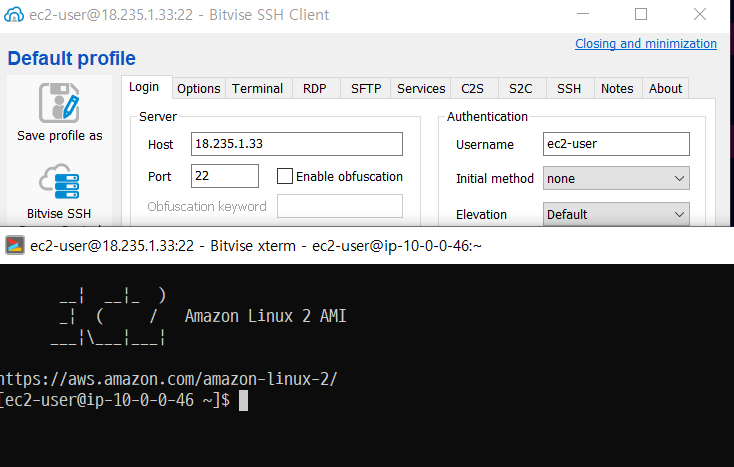 ec2-user@18.235.1.33:22 - Bitvise SSH Client
Closing and minimization
Default profile
Save profile as
Bitvise SSH
Login Options Terminal RDP SFTP Services C2S S2C SSH Notes About
Server
Host 18.235.1.33
Port 22 Enable obfuscation
Obfuscation keyword
Authentication
Username ec2-user
Initial method none
Elevation Default
ec2-user@18.235.1.33:22 - Bitvise xterm - ec2-user@ip-10-0-0-46:~
__¦  __¦_  )
_¦  (     /   Amazon Linux 2 AMI
___¦\___¦___¦
https://aws.amazon.com/amazon-linux-2/
[ec2-user@ip-10-0-0-46 ~]$